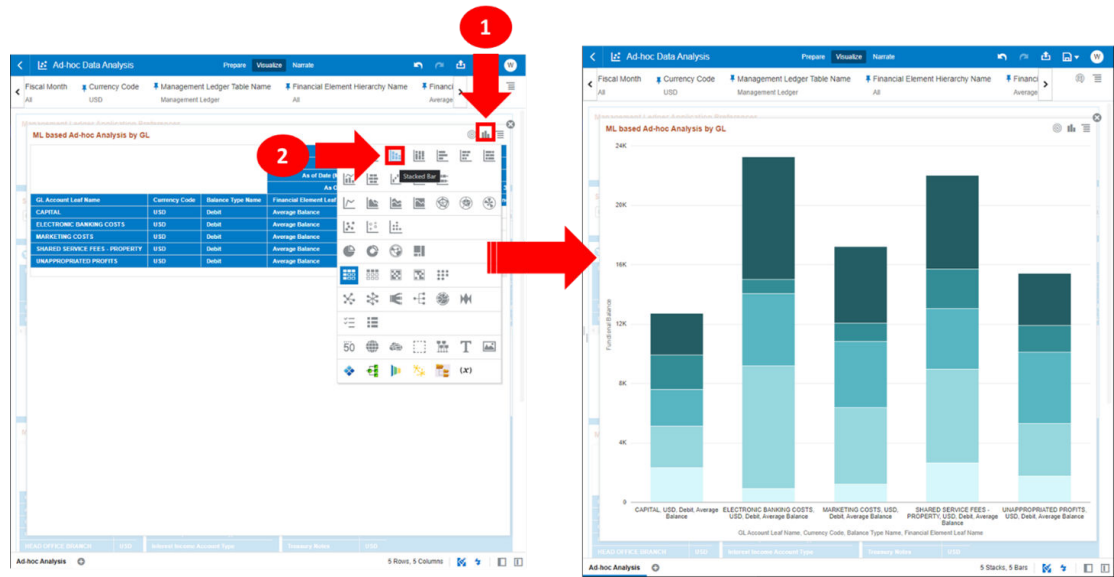 1
Ad-hoc Data Analysis
Prepare Visualize Narrate
W
Fiscal Month Currency Code Management Ledger Table Name Financial Element Hierarchy Name Financi
All USD Management Ledger All Average
ML based Ad-hoc Analysis by GL
2
Stacked Bar
As of Date (
As O
GL Account Leaf Name Currency Code Balance Type Name Financial Element Leaf
CAPITAL USD Debit Average Balance
ELECTRONIC BANKING COSTS USD Debit Average Balance
MARKETING COSTS USD Debit Average Balance
SHARED SERVICE FEES - PROPERTY USD Debit Average Balance
UNAPPROPRIATED PROFITS USD Debit Average Balance
50
T
(X)
HEAD OFFICE BRANCH USD Interest Income Account Type Treasury Notes USD
Ad-hoc Analysis 5 Rows, 5 Columns
Ad-hoc Data Analysis
Prepare Visualize Narrate
W
Fiscal Month Currency Code Management Ledger Table Name Financial Element Hierarchy Name Financi
All USD Management Ledger All Average
ML based Ad-hoc Analysis by GL
24K
20K
16K
12K
8K
4K
0
Functional Balance
CAPITAL, USD, Debit, Average Balance
ELECTRONIC BANKING COSTS, USD, Debit, Average Balance
MARKETING COSTS, USD, Debit, Average Balance
SHARED SERVICE FEES - PROPERTY, USD, Debit, Average Balance
UNAPPROPRIATED PROFITS, USD, Debit, Average Balance
GL Account Leaf Name, Currency Code, Balance Type Name, Financial Element Leaf Name
HEAD OFFICE BRANCH USD Interest Income Account Type Treasury Notes USD
Ad-hoc Analysis 5 Stacks, 5 Bars